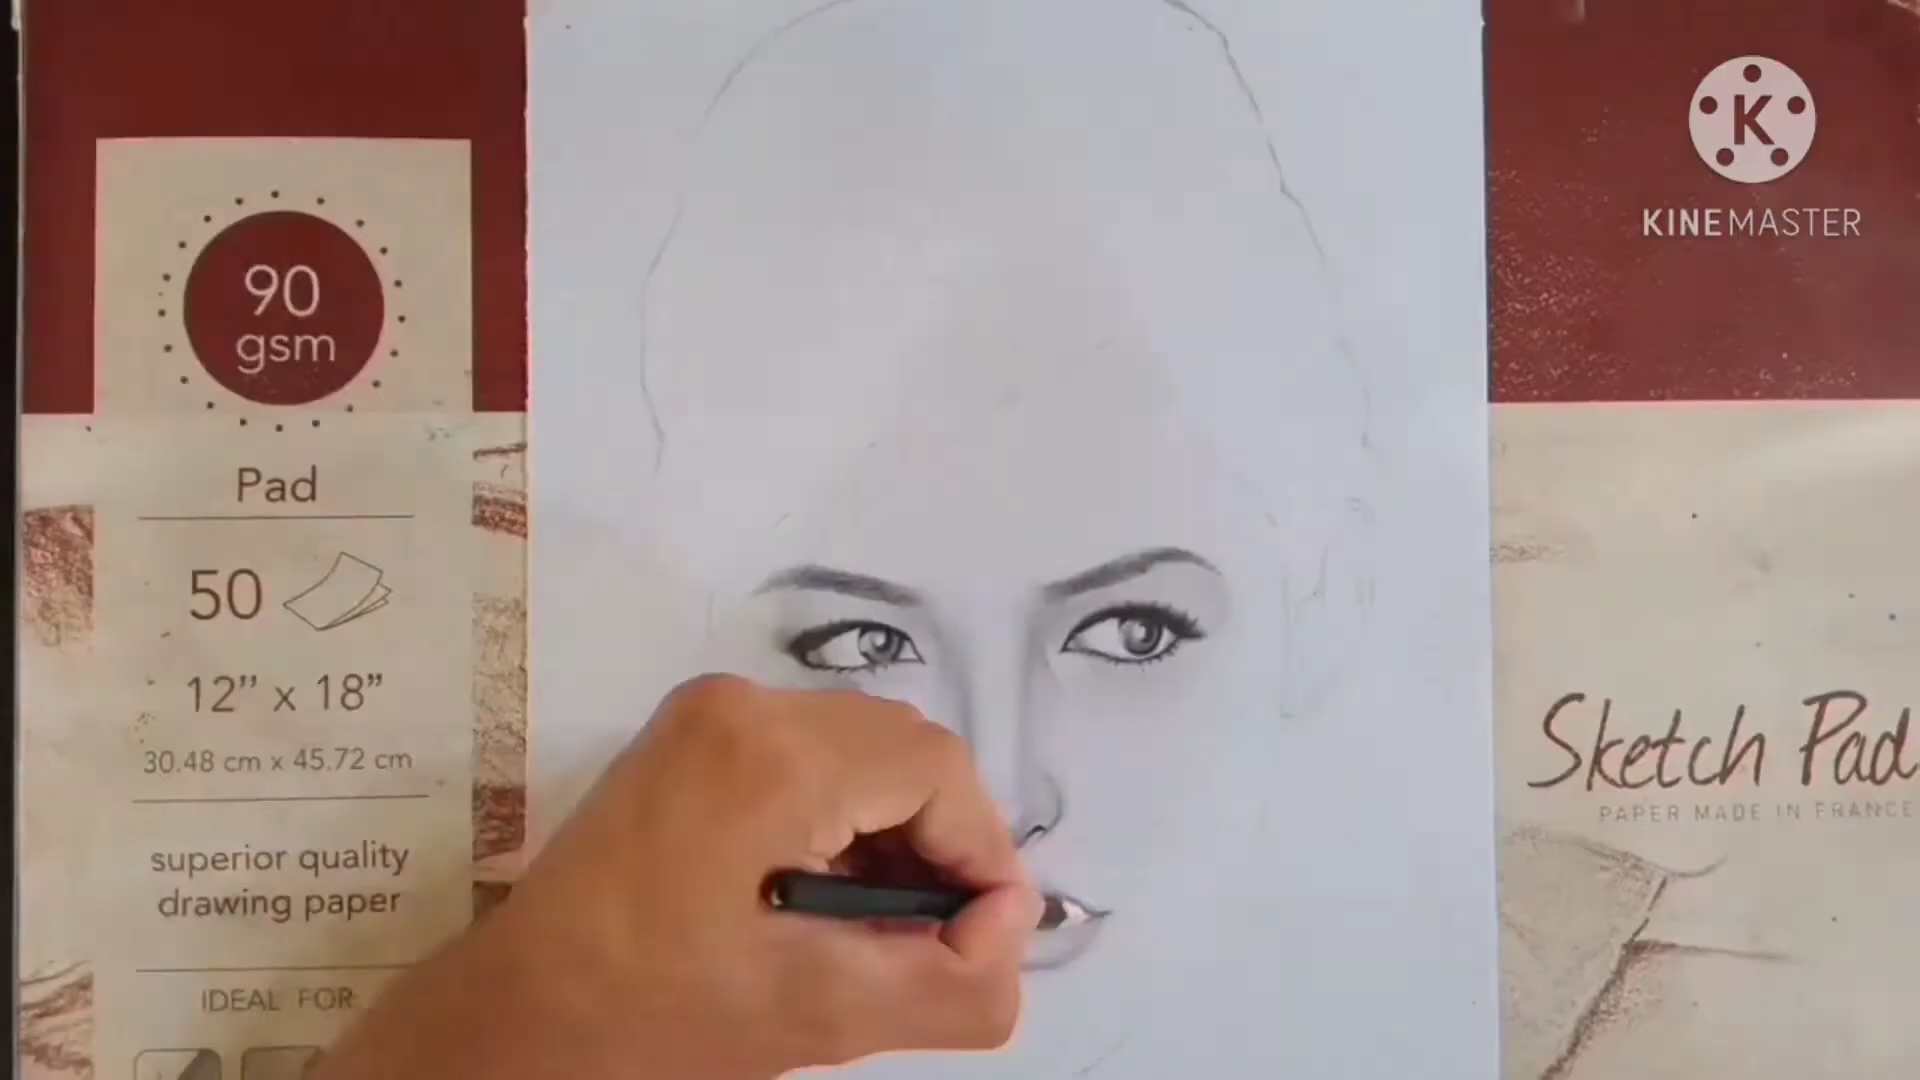 90
gsm
Pad
50
12” x 18”
30.48 cm x 45.72 cm
superior quality
drawing paper
IDEAL FOR:
K
KINEMASTER
Sketch Pad
PAPER MADE IN FRANCE